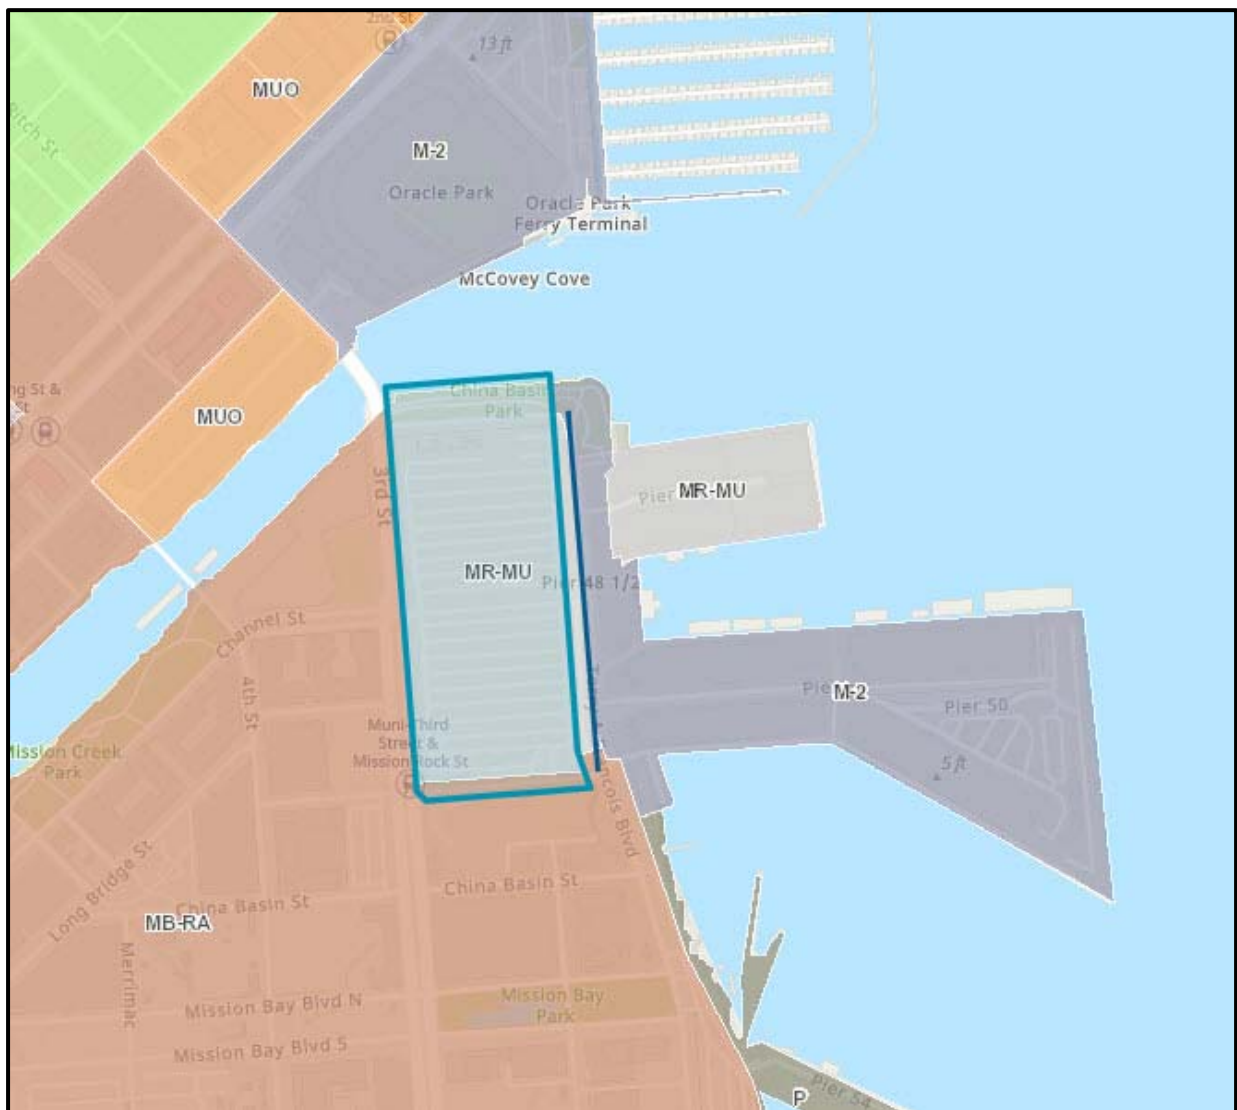 2nd St
13 ft
MUO
M-2
Oracle Park
Oracle Park
Ferry Terminal
McCovey Cove
China Basin
Park
MUO
3rd St
MR-MU
MR-MU
Pier 48 1/2
Channel St
4th St
M-2
Pier 50
5 ft
Muni-Third
Street &
Mission Rock St
Mission Creek
Park
Long Bridge St
China Basin St
China Basin St
MB-RA
Merrimac
Mission Bay Blvd N
Mission Bay
Park
Mission Bay Blvd S
Pier 54
P